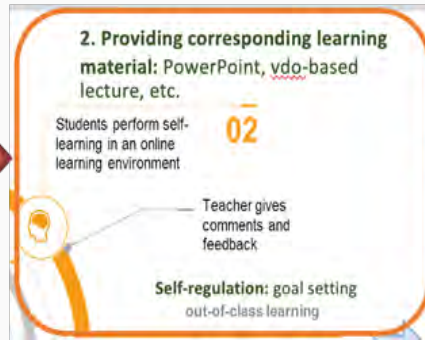 2. Providing corresponding learning
material: PowerPoint, vdo-based
lecture, etc.
Students perform self-
learning in an online
learning environment
02
Teacher gives
comments and
feedback
Self-regulation: goal setting
out-of-class learning